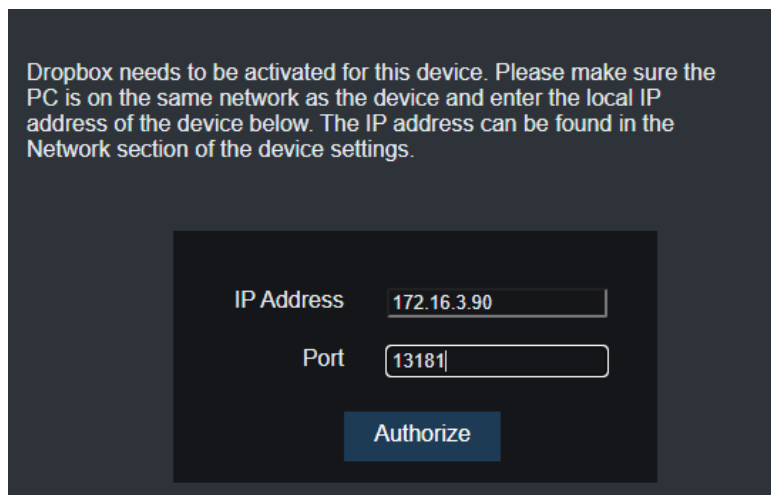 Dropbox needs to be activated for this device. Please make sure the
PC is on the same network as the device and enter the local IP
address of the device below. The IP address can be found in the
Network section of the device settings.
IP Address 172.16.3.90
Port 13181
Authorize